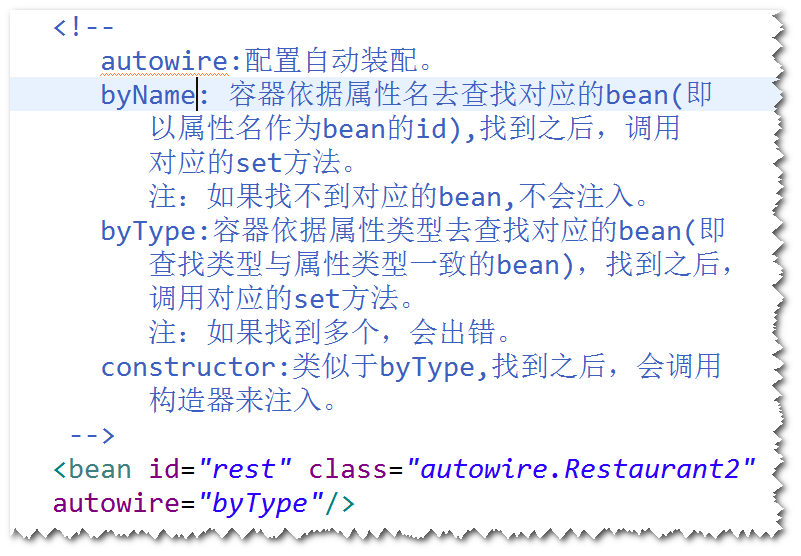 <!--
autowire:配置自动装配。
byName: 容器依据属性名去查找对应的bean(即
以属性名作为bean的id),找到之后，调用
对应的set方法。
注：如果找不到对应的bean,不会注入。
byType:容器依据属性类型去查找对应的bean(即
查找类型与属性类型一致的bean)，找到之后，
调用对应的set方法。
注：如果找到多个，会出错。
constructor:类似于byType,找到之后，会调用
构造器来注入。
-->
<bean id="rest" class="autowire.Restaurant2"
autowire="byType"/>